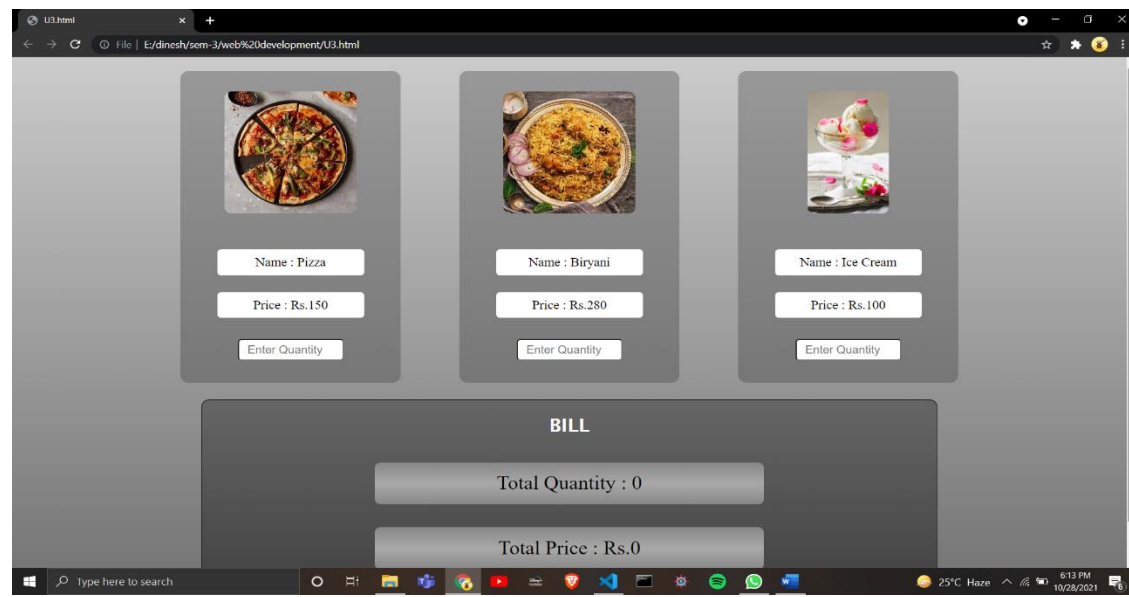 U3.html
File | E:/dinesh/sem-3/web%20development/U3.html
Name : Pizza
Price : Rs.150
Enter Quantity
Name : Biryani
Price : Rs.280
Enter Quantity
Name : Ice Cream
Price : Rs.100
Enter Quantity
BILL
Total Quantity : 0
Total Price : Rs.0
Type here to search
25°C Haze
6:13 PM
10/28/2021